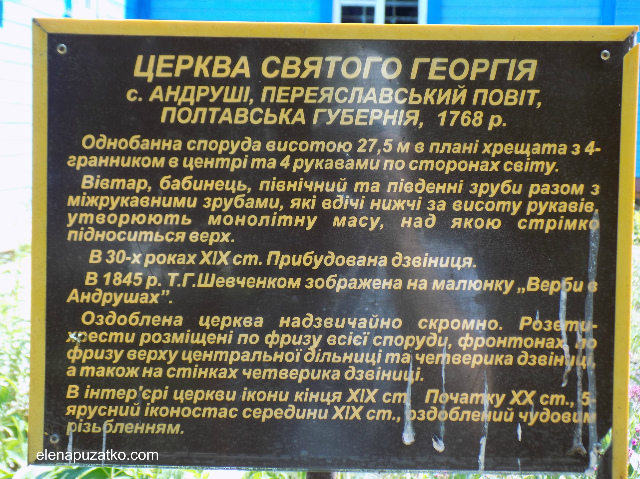 ЦЕРКВА СВЯТОГО ГЕОРГІЯ
с. АНДРУШІ, ПЕРЕЯСЛАВСЬКИЙ ПОВІТ,
ПОЛТАВСЬКА ГУБЕРНІЯ, 1768 р.
Однобанна споруда висотою 27,5 м в плані хрещата з 4-
гранником в центрі та 4 рукавами по сторонах світу.
Вівтар, бабинець, північний та південні зруби разом з
міжрукавними зрубами, які вдічі нижчі за висоту рукавів,
утворюють монолітну масу, над якою стрімко
підноситься верх.
В 30-х роках XIX ст. Прибудована дзвіниця.
В 1845 р. Т.Г.Шевченком зображена на малюнку „Верби в
Андрушах”.
Оздоблена церква надзвичайно скромно. Розети-
хрести розміщені по фризу всієї споруди, фронтонах, по
фризу верху центральної дільниці та четверика дзвіниці,
а також на стінках четверика дзвіниці.
В інтер'єрі церкви ікони кінця XIX ст. Початку XX ст., 5-
ярусний іконостас середини XIX ст., оздоблений чудовим
різьбленням.
elenapuzatko.com